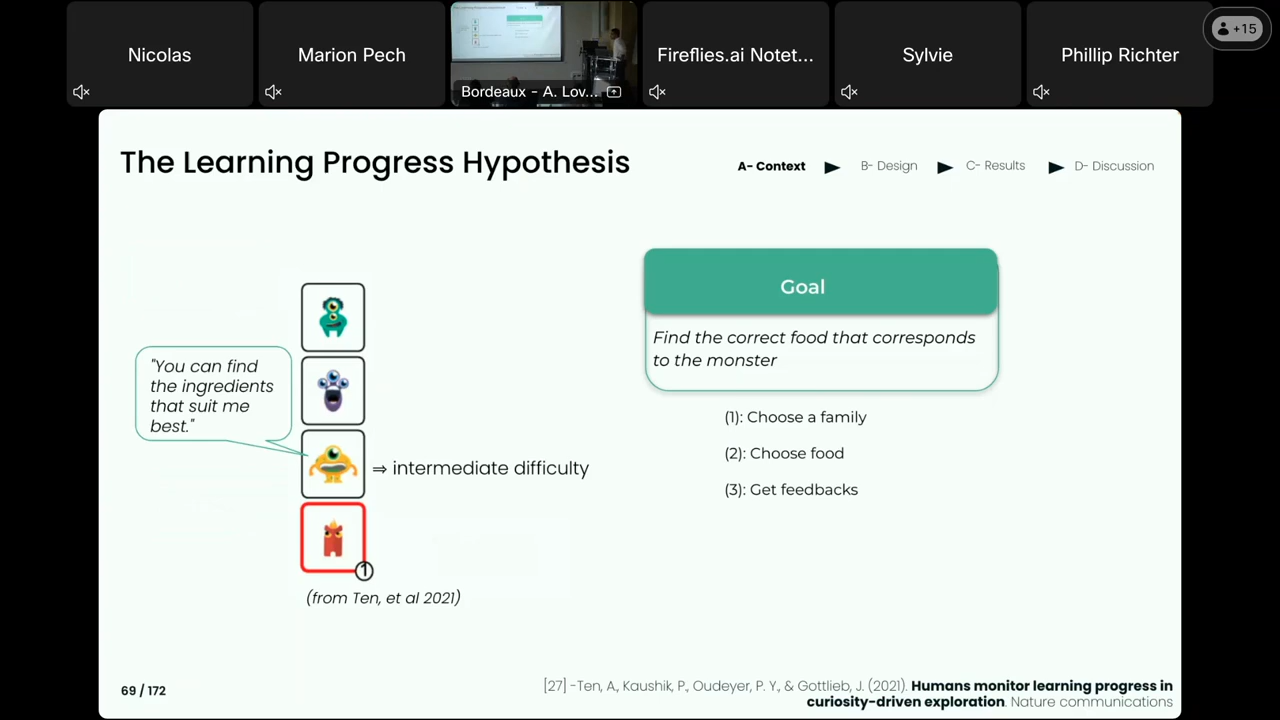 Nicolas
Marion Pech
Bordeaux - A. Lov...
Fireflies.ai Notet...
Sylvie
Phillip Richter
+15
The Learning Progress Hypothesis
A- Context
B- Design
C- Results
D- Discussion
"You can find
the ingredients
that suit me
best."
⇒ intermediate difficulty
1
(from Ten, et al 2021)
Goal
Find the correct food that corresponds
to the monster
(1): Choose a family
(2): Choose food
(3): Get feedbacks
69 / 172
[27] -Ten, A., Kaushik, P., Oudeyer, P. Y., & Gottlieb, J. (2021). Humans monitor learning progress in
curiosity-driven exploration. Nature communications